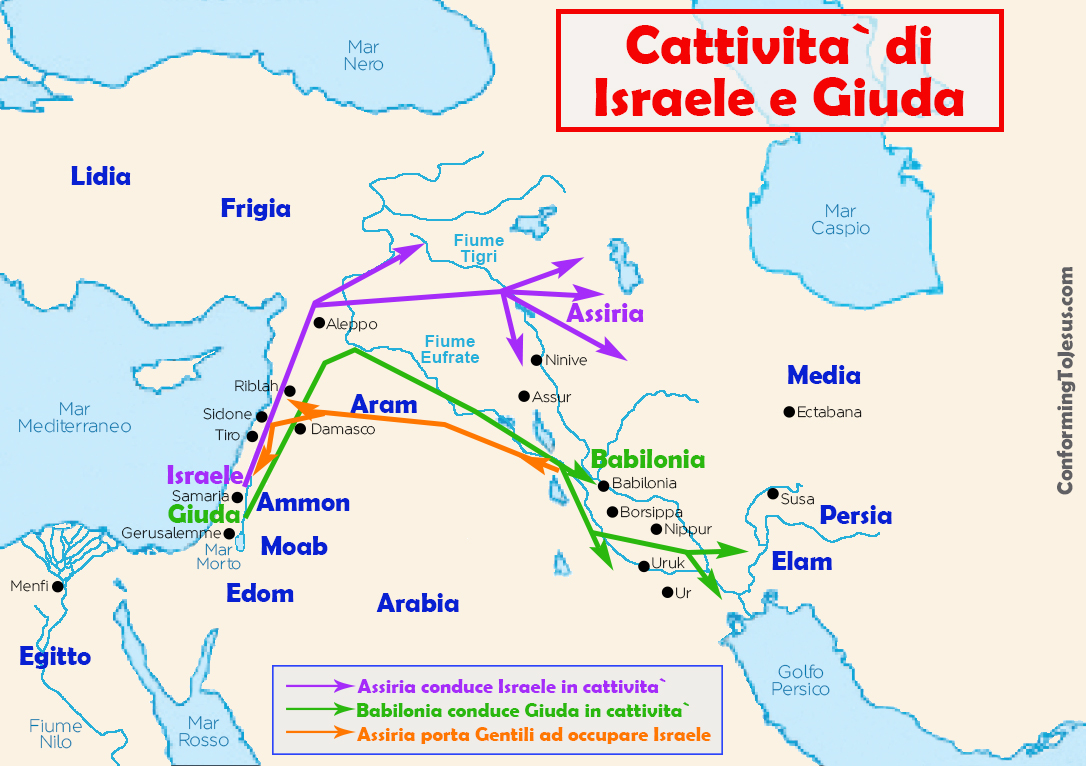 Cattivita` di
Israele e Giuda
Mar
Nero
Lidia
Frigia
Mar
Caspio
Fiume
Tigri
Assiria
Aleppo
Fiume
Eufrate
Ninive
Media
Riblah
Assur
Aram
Ectabana
Sidone
Mar
Mediterraneo
Tiro
Damasco
Babilonia
Israele
Babilonia
Samaria
Ammon
Susa
Giuda
Borsippa
Persia
Nippur
Gerusalemme
Moab
Mar
Morto
Elam
Uruk
Menfi
Edom
Ur
Arabia
Egitto
Golfo
Persico
Fiume
Nilo
Mar
Rosso
Assiria conduce Israele in cattivita`
Babilonia conduce Giuda in cattivita`
Assiria porta Gentili ad occupare Israele
ConformingToJesus.com